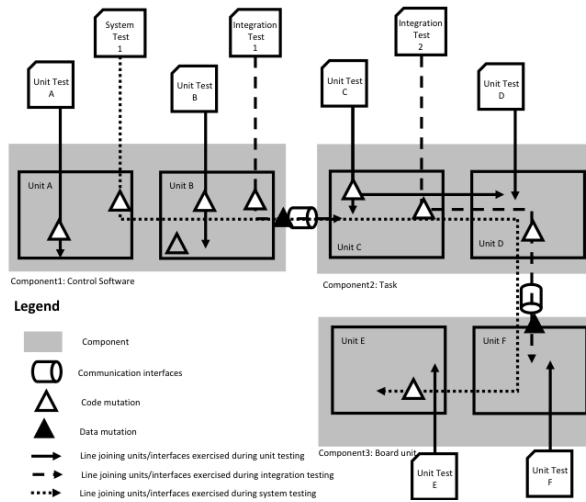 System
Test
1
Integration
Test
1
Integration
Test
2
Unit Test
A
Unit Test
B
Unit Test
C
Unit Test
D
Unit A
Unit B
Unit C
Unit D
Component1: Control Software
Component2: Task
Unit E
Unit F
Component3: Board unit
Unit Test
E
Unit Test
F
Legend
Component
Communication interfaces
Code mutation
Data mutation
Line joining units/interfaces exercised during unit testing
Line joining units/interfaces exercised during integration testing
Line joining units/interfaces exercised during system testing